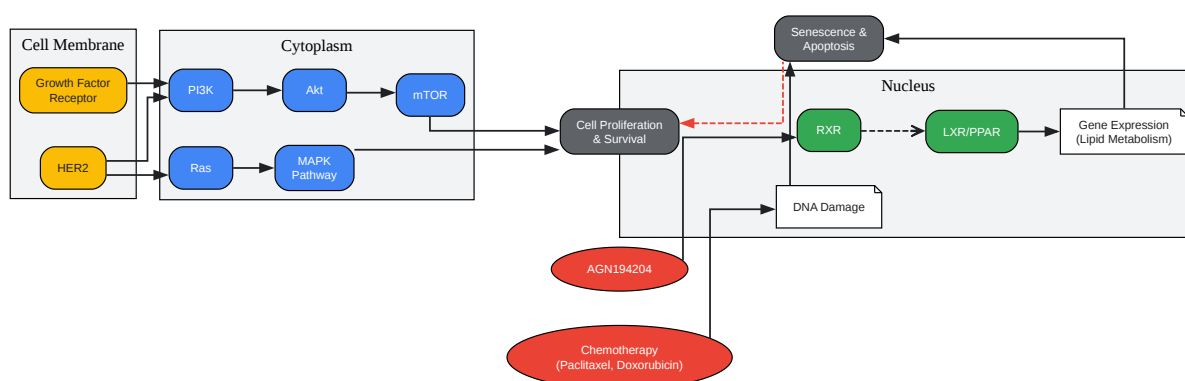 Cell Membrane
Growth Factor
Receptor
HER2
Cytoplasm
PI3K
Akt
mTOR
Ras
MAPK
Pathway
Senescence &
Apoptosis
Nucleus
Cell Proliferation
& Survival
RXR
LXR/PPAR
Gene Expression
(Lipid Metabolism)
DNA Damage
AGN194204
Chemotherapy
(Paclitaxel, Doxorubicin)